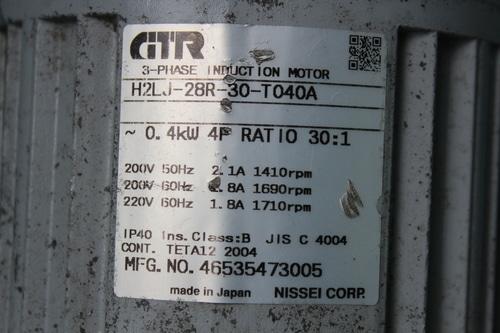 GTR
3-PHASE INDUCTION MOTOR
H2LJ-28R-30-T040A
~ 0.4kW 4P RATIO 30:1
200V 50Hz 2.1A 1410rpm
200V 60Hz .8A 1690rpm
220V 60Hz 1.8A 1710rpm
IP40 Ins.Class:B JIS C 4004
CONT. TETA12 2004
MFG. NO. 46535473005
made in Japan NISSEI CORP.